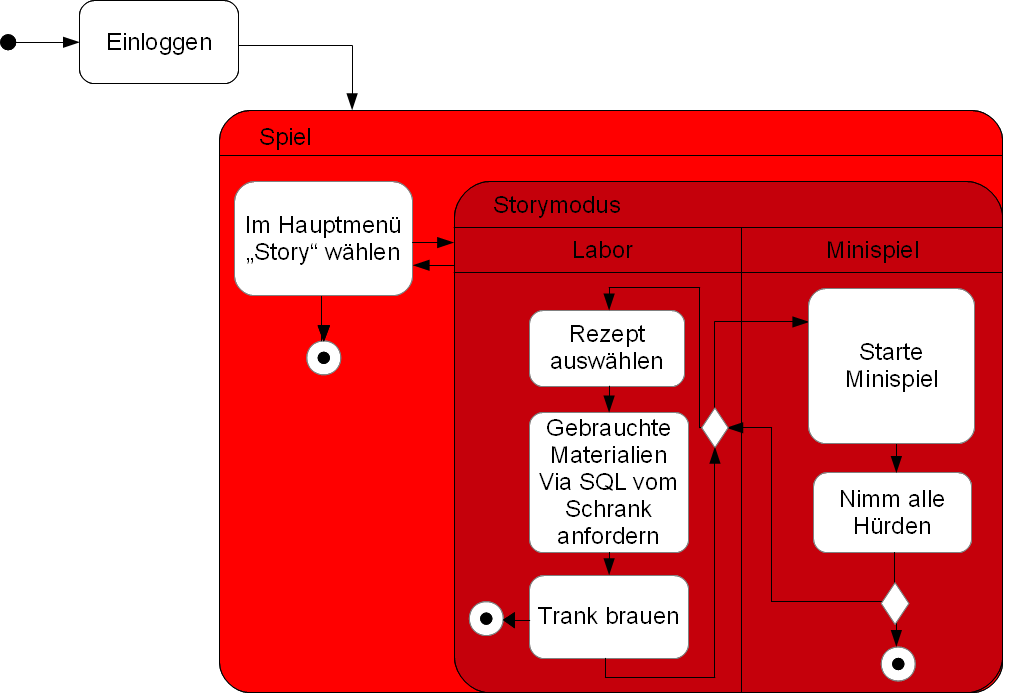 Einloggen
Spiel
Im Hauptmenü
„Story“ wählen
Storymodus
Labor
Minispiel
Rezept
auswählen
Gebrauchte
Materialien
Via SQL vom
Schrank
anfordern
Trank brauen
Starte
Minispiel
Nimm alle
Hürden